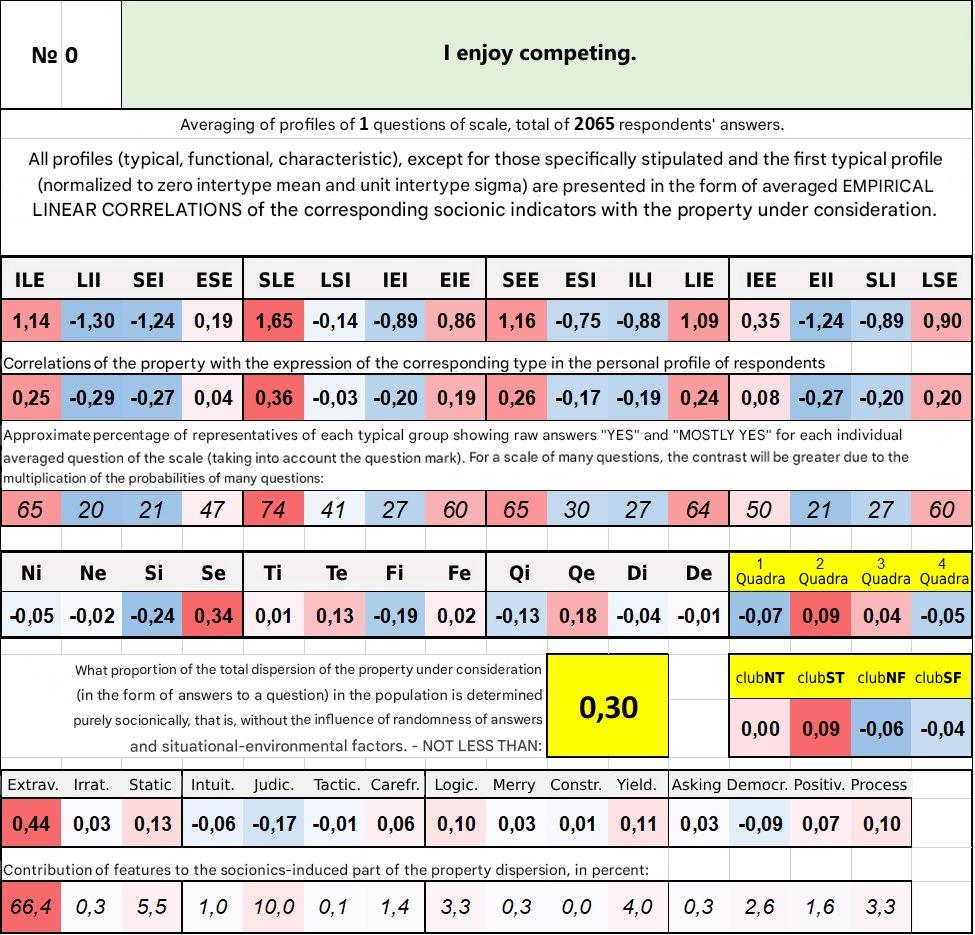 № 0
I enjoy competing.
Averaging of profiles of 1 questions of scale, total of 2065 respondents' answers.
All profiles (typical, functional, characteristic), except for those specifically stipulated and the first typical profile
(normalized to zero intertype mean and unit intertype sigma) are presented in the form of averaged EMPIRICAL
LINEAR CORRELATIONS of the corresponding socionic indicators with the property under consideration.
ILE LII SEI ESE SLE LSI IEI EIE SEE ESI ILI LIE IEE EII SLI LSE
1,14 -1,30 -1,24 0,19 1,65 -0,14 -0,89 0,86 1,16 -0,75 -0,88 1,09 0,35 -1,24 -0,89 0,90
Correlations of the property with the expression of the corresponding type in the personal profile of respondents
0,25 -0,29 -0,27 0,04 0,36 -0,03 -0,20 0,19 0,26 -0,17 -0,19 0,24 0,08 -0,27 -0,20 0,20
Approximate percentage of representatives of each typical group showing raw answers "YES" and "MOSTLY YES" for each individual
averaged question of the scale (taking into account the question mark). For a scale of many questions, the contrast will be greater due to the
multiplication of the probabilities of many questions:
65 20 21 47 74 41 27 60 65 30 27 64 50 21 27 60
Ni Ne Si Se Ti Te Fi Fe Qi Qe Di De 1 Quadra 2 Quadra 3 Quadra 4 Quadra
-0,05 -0,02 -0,24 0,34 0,01 0,13 -0,19 0,02 -0,13 0,18 -0,04 -0,01 -0,07 0,09 0,04 -0,05
What proportion of the total dispersion of the property under consideration
(in the form of answers to a question) in the population is determined
purely socionically, that is, without the influence of randomness of answers
and situational-environmental factors. - NOT LESS THAN:
0,30
clubNT clubST clubNF clubSF
0,00 0,09 -0,06 -0,04
Extrav. Irrat. Static Intuit. Judic. Tactic. Carefr. Logic. Merry Constr. Yield. Asking Democr. Positiv. Process
0,44 0,03 0,13 -0,06 -0,17 -0,01 0,06 0,10 0,03 0,01 0,11 0,03 -0,09 0,07 0,10
Contribution of features to the socionics-induced part of the property dispersion, in percent:
66,4 0,3 5,5 1,0 10,0 0,1 1,4 3,3 0,3 0,0 4,0 0,3 2,6 1,6 3,3